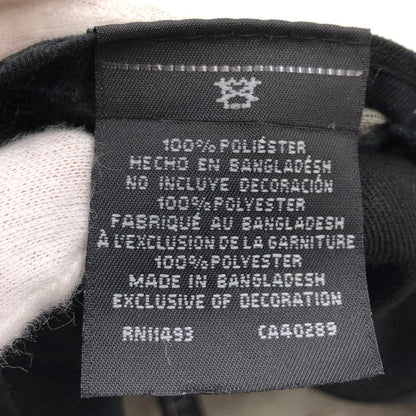 100% POLIÉSTER
HECHO EN BANGLADÉSH
NO INCLUYE DECORACIÓN
100% POLYESTER
FABRIQUÉ AU BANGLADESH
À L'EXCLUSION DE LA GARNITURE
100% POLYESTER
MADE IN BANGLADESH
EXCLUSIVE OF DECORATION
RN11493 CA40289